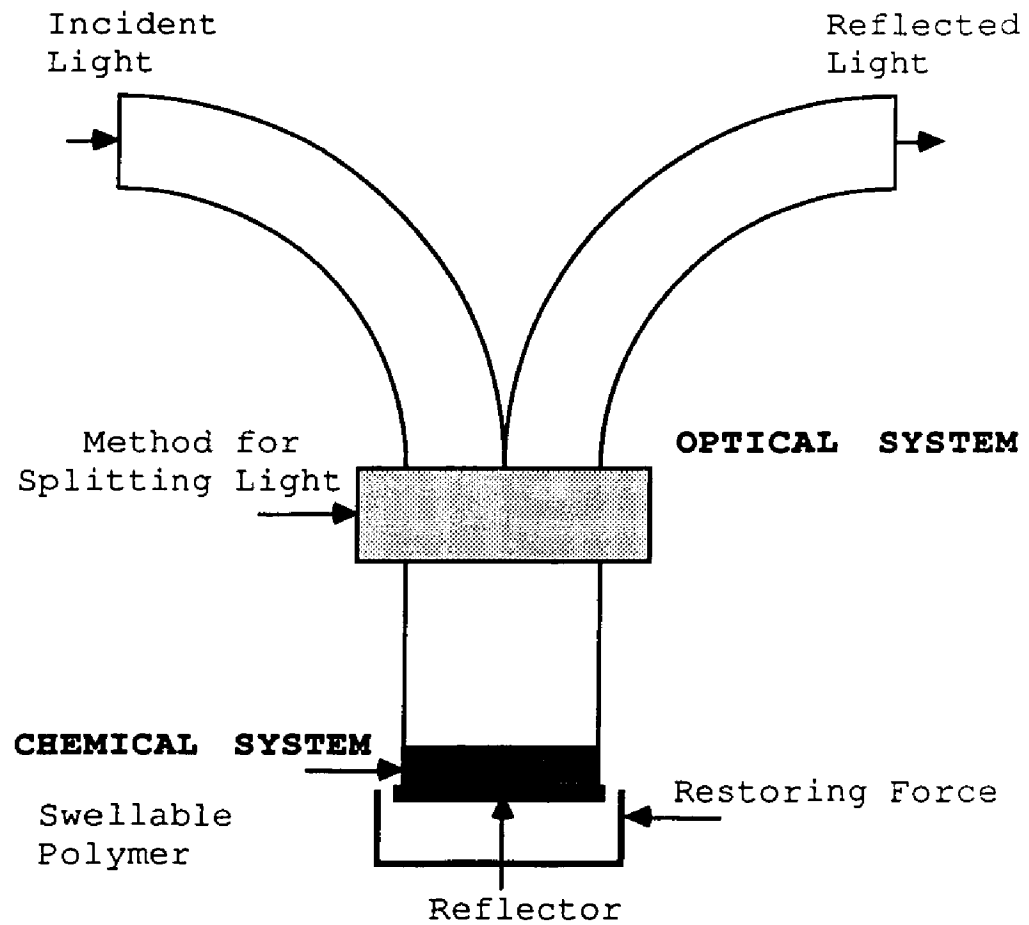 Incident
Light
Reflected
Light
Method for
Splitting Light
OPTICAL SYSTEM
CHEMICAL SYSTEM
Swellable
Polymer
Restoring Force
Reflector